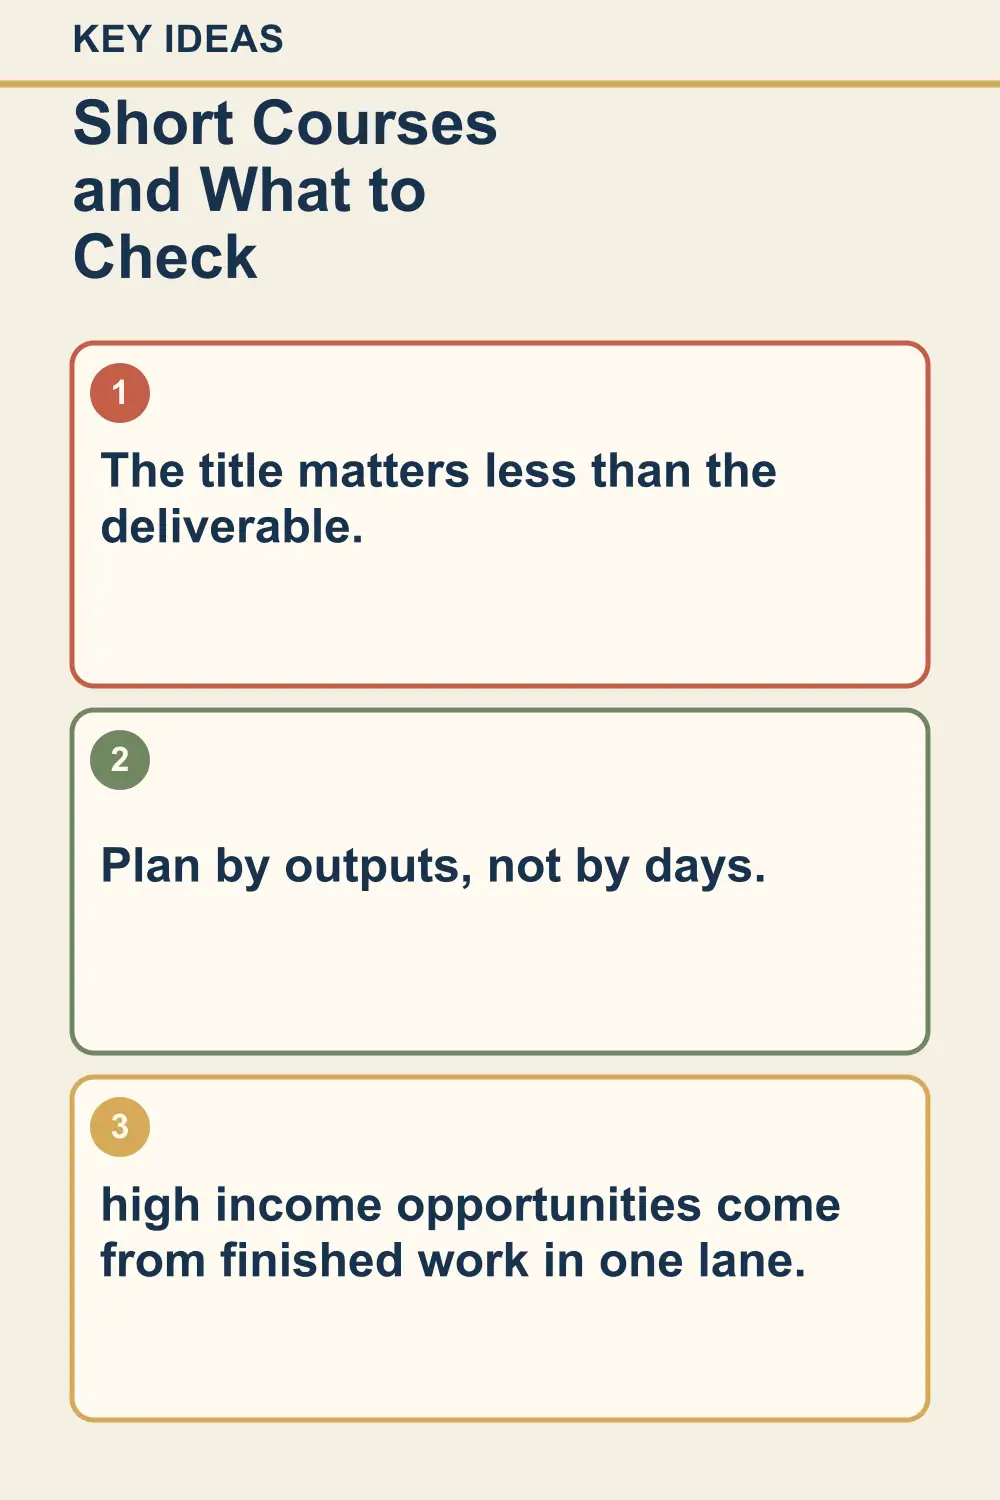 KEY IDEAS
Short Courses
and What to
Check
1
The title matters less than the
deliverable.
2
Plan by outputs, not by days.
3
high income opportunities come
from finished work in one lane.